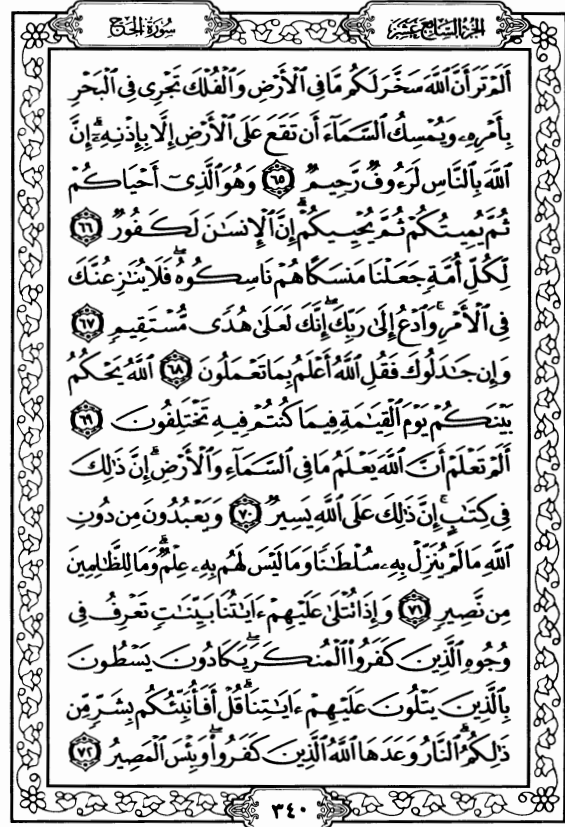 الجزء السابع عشر
سورة الحج
أَلَمْ تَرَ أَنَّ ٱللَّهَ سَخَّرَ لَكُم مَّا فِى ٱلْأَرْضِ وَٱلْفُلْكَ تَجْرِى فِى ٱلْبَحْرِ
بِأَمْرِهِۦ وَيُمْسِكُ ٱلسَّمَآءَ أَن تَقَعَ عَلَى ٱلْأَرْضِ إِلَّا بِإِذْنِهِۦٓ ۗ إِنَّ
ٱللَّهَ بِٱلنَّاسِ لَرَءُوفٌ رَّحِيمٌ ٦٥ وَهُوَ ٱلَّذِىٓ أَحْيَاكُمْ
ثُمَّ يُمِيتُكُمْ ثُمَّ يُحْيِيكُمْ ۗ إِنَّ ٱلْإِنسَٰنَ لَكَفُورٌ ٦٦
لِّكُلِّ أُمَّةٍ جَعَلْنَا مَنسَكًا هُمْ نَاسِكُوهُ ۖ فَلَا يُنَٰزِعُنَّكَ
فِى ٱلْأَمْرِ ۚ وَٱدْعُ إِلَىٰ رَبِّكَ ۖ إِنَّكَ لَعَلَىٰ هُدًى مُّسْتَقِيمٍ ٦٧
وَإِن جَٰدَلُوكَ فَقُلِ ٱللَّهُ أَعْلَمُ بِمَا تَعْمَلُونَ ٦٨ ٱللَّهُ يَحْكُمُ
بَيْنَكُمْ يَوْمَ ٱلْقِيَٰمَةِ فِيمَا كُنتُمْ فِيهِ تَخْتَلِفُونَ ٦٩
أَلَمْ تَعْلَمْ أَنَّ ٱللَّهَ يَعْلَمُ مَا فِى ٱلسَّمَآءِ وَٱلْأَرْضِ ۗ إِنَّ ذَٰلِكَ
فِى كِتَٰبٍ ۚ إِنَّ ذَٰلِكَ عَلَى ٱللَّهِ يَسِيرٌ ٧٠ وَيَعْبُدُونَ مِن دُونِ
ٱللَّهِ مَا لَمْ يُنَزِّلْ بِهِۦ سُلْطَٰنًا وَمَا لَيْسَ لَهُم بِهِۦ عِلْمٌ ۗ وَمَا لِلظَّٰلِمِينَ
مِن نَّصِيرٍ ٧١ وَإِذَا تُتْلَىٰ عَلَيْهِمْ ءَايَٰتُنَا بَيِّنَٰتٍ تَعْرِفُ فِى
وُجُوهِ ٱلَّذِينَ كَفَرُوا۟ ٱلْمُنكَرَ ۖ يَكَادُونَ يَسْطُونَ
بِٱلَّذِينَ يَتْلُونَ عَلَيْهِمْ ءَايَٰتِنَا ۗ قُلْ أَفَأُنَبِّئُكُم بِشَرٍّ مِّن
ذَٰلِكُمُ ۗ ٱلنَّارُ وَعَدَهَا ٱللَّهُ ٱلَّذِينَ كَفَرُوا۟ ۖ وَبِئْسَ ٱلْمَصِيرُ ٧٢
٣٤٠